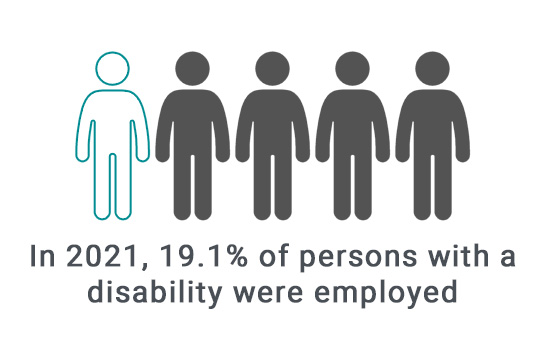 In 2021, 19.1% of persons with a
disability were employed